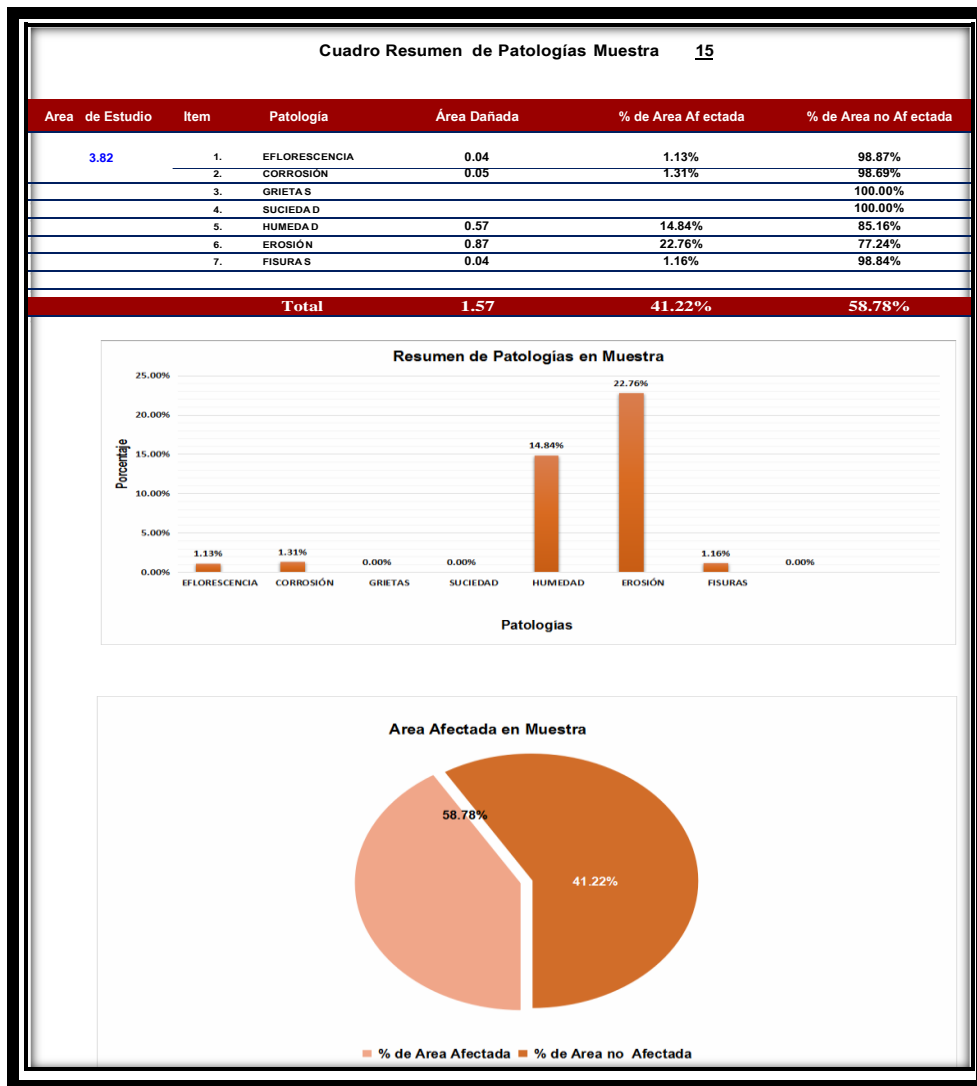 Cuadro Resumen de Patologías Muestra 15
Area de Estudio Item Patología Área Dañada % de Area Af ectada % de Area no Af ectada
3.82 1. EFLORESCENCIA 0.04 1.13% 98.87%
2. CORROSIÓN 0.05 1.31% 98.69%
3. GRIETA S 100.00%
4. SUCIEDA D 100.00%
5. HUMEDA D 0.57 14.84% 85.16%
6. EROSIÓ N 0.87 22.76% 77.24%
7. FISURA S 0.04 1.16% 98.84%
Total 1.57 41.22% 58.78%
Resumen de Patologías en Muestra
25.00%
20.00%
15.00%
10.00%
5.00%
0.00%
Porcentaje
1.13% 1.31% 0.00% 0.00% 14.84% 22.76% 1.16% 0.00%
EFLORESCENCIA CORROSIÓN GRIETAS SUCIEDAD HUMEDAD EROSIÓN FISURAS
Patologías
Area Afectada en Muestra
58.78%
41.22%
% de Area Afectada % de Area no Afectada